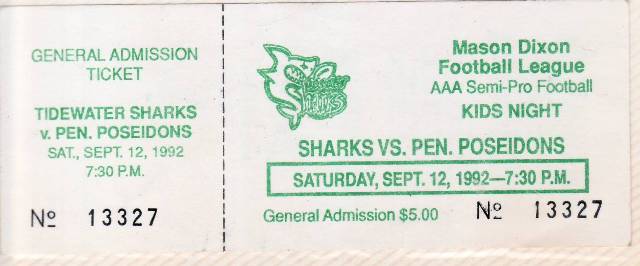 GENERAL ADMISSION
TICKET
TIDEWATER SHARKS
v. PEN. POSEIDONS
SAT., SEPT. 12, 1992
7:30 P.M.
Nº 13327
Tidewater
Sharks
Mason Dixon
Football League
AAA Semi-Pro Football
KIDS NIGHT
SHARKS VS. PEN. POSEIDONS
SATURDAY, SEPT. 12, 1992—7:30 P.M.
General Admission $5.00 Nº 13327